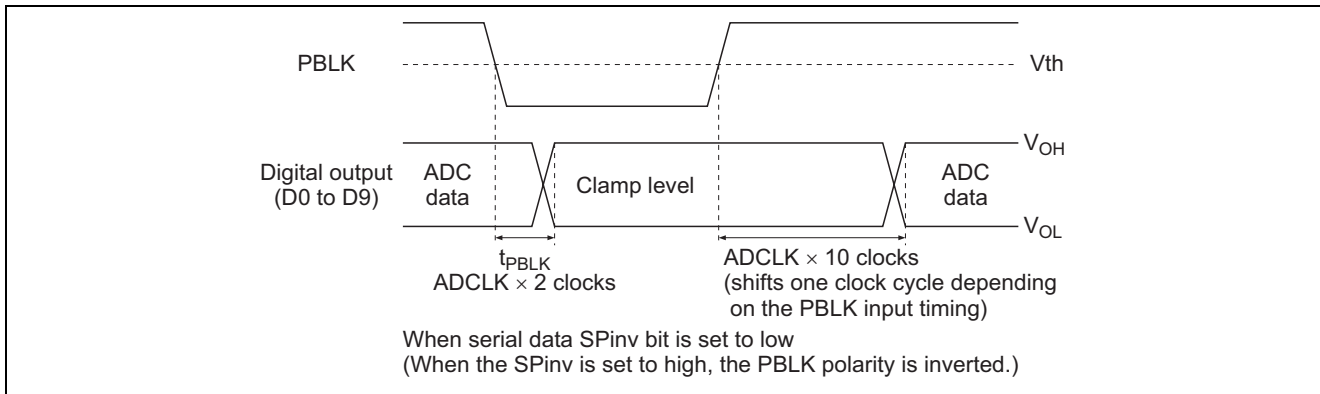 PBLK
Vth
Digital output
(D0 to D9)
ADC
data
Clamp level
ADC
data
VOH
VOL
tPBLK
ADCLK × 2 clocks
ADCLK × 10 clocks
(shifts one clock cycle depending
on the PBLK input timing)
When serial data SPinv bit is set to low
(When the SPinv is set to high, the PBLK polarity is inverted.)